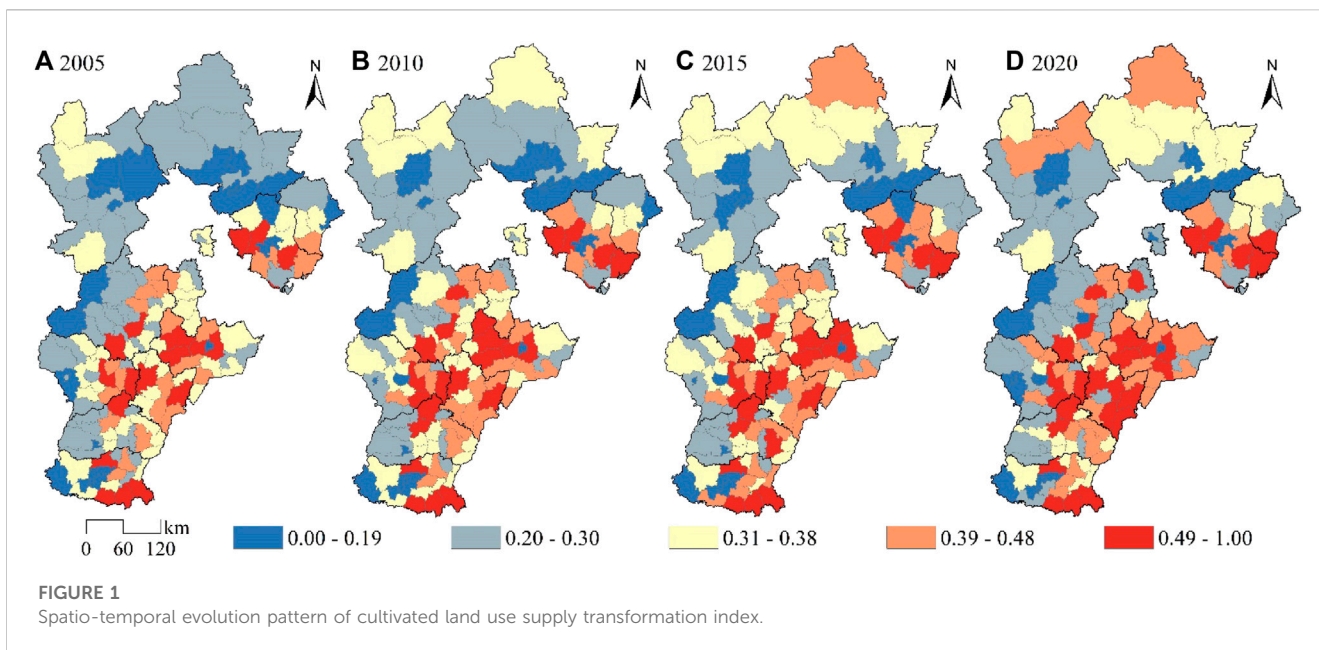 A 2005
N
B 2010
N
C 2015
N
D 2020
N
km
0 60 120
0.00 - 0.19
0.20 - 0.30
0.31 - 0.38
0.39 - 0.48
0.49 - 1.00
FIGURE 1
Spatio-temporal evolution pattern of cultivated land use supply transformation index.